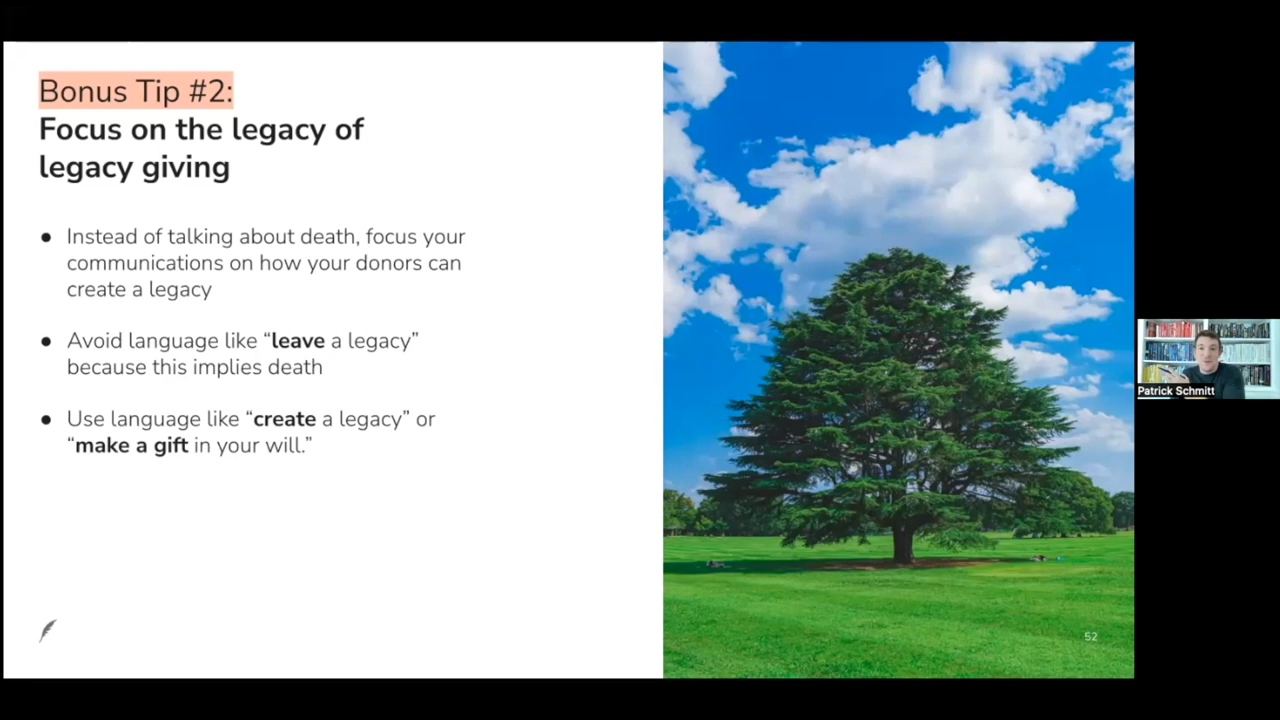 Bonus Tip #2:
Focus on the legacy of
legacy giving
● Instead of talking about death, focus your
communications on how your donors can
create a legacy
● Avoid language like “leave a legacy”
because this implies death
● Use language like “create a legacy” or
“make a gift in your will.”
52
Patrick Schmitt